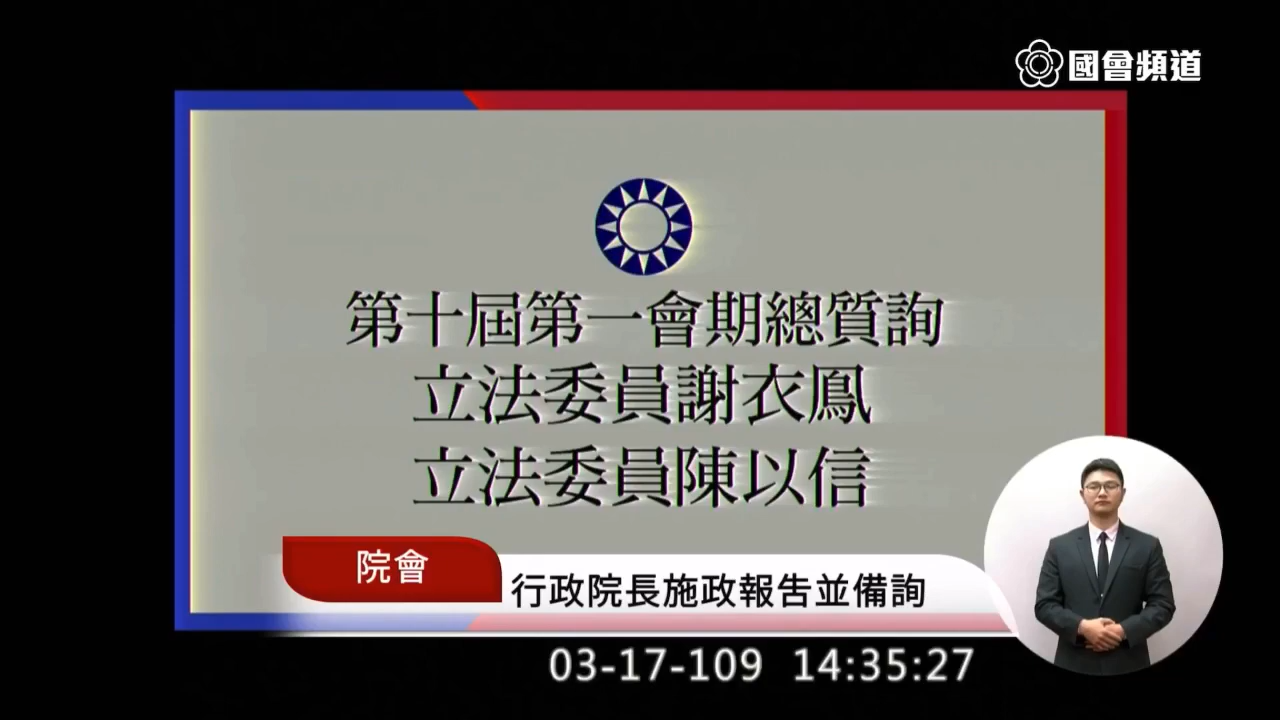 國會頻道
第十屆第一會期總質詢
立法委員謝衣鳳
立法委員陳以信
院會
行政院長施政報告並備詢
03-17-109 14:35:27